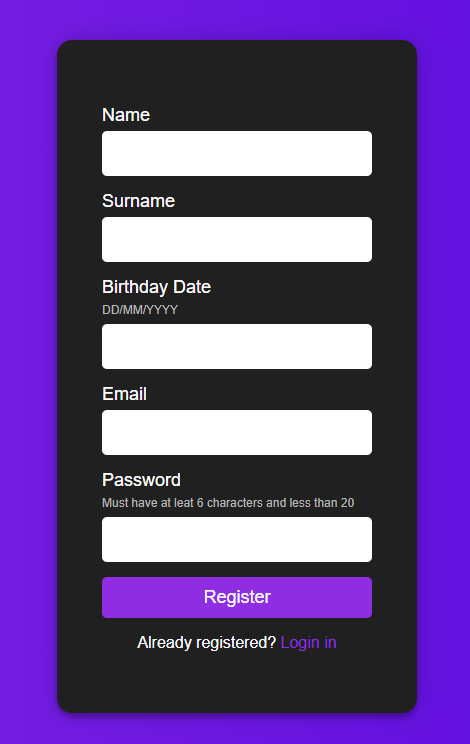 Name
Surname
Birthday Date
DD/MM/YYYY
Email
Password
Must have at leat 6 characters and less than 20
Register
Already registered? Login in